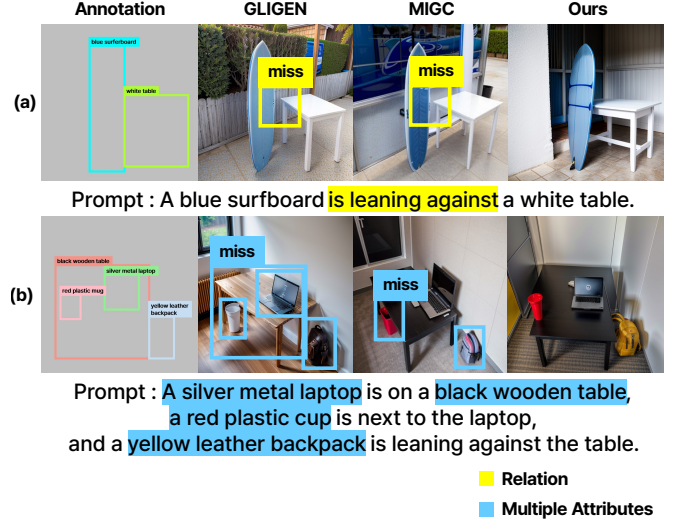 Annotation GLIGEN MIGC Ours
(a)
blue surferboard
white table
miss
miss
Prompt : A blue surfboard is leaning against a white table.
(b)
black wooden table
silver metal laptop
red plastic mug
yellow leather
backpack
miss
miss
Prompt : A silver metal laptop is on a black wooden table,
a red plastic cup is next to the laptop,
and a yellow leather backpack is leaning against the table.
Relation
Multiple Attributes